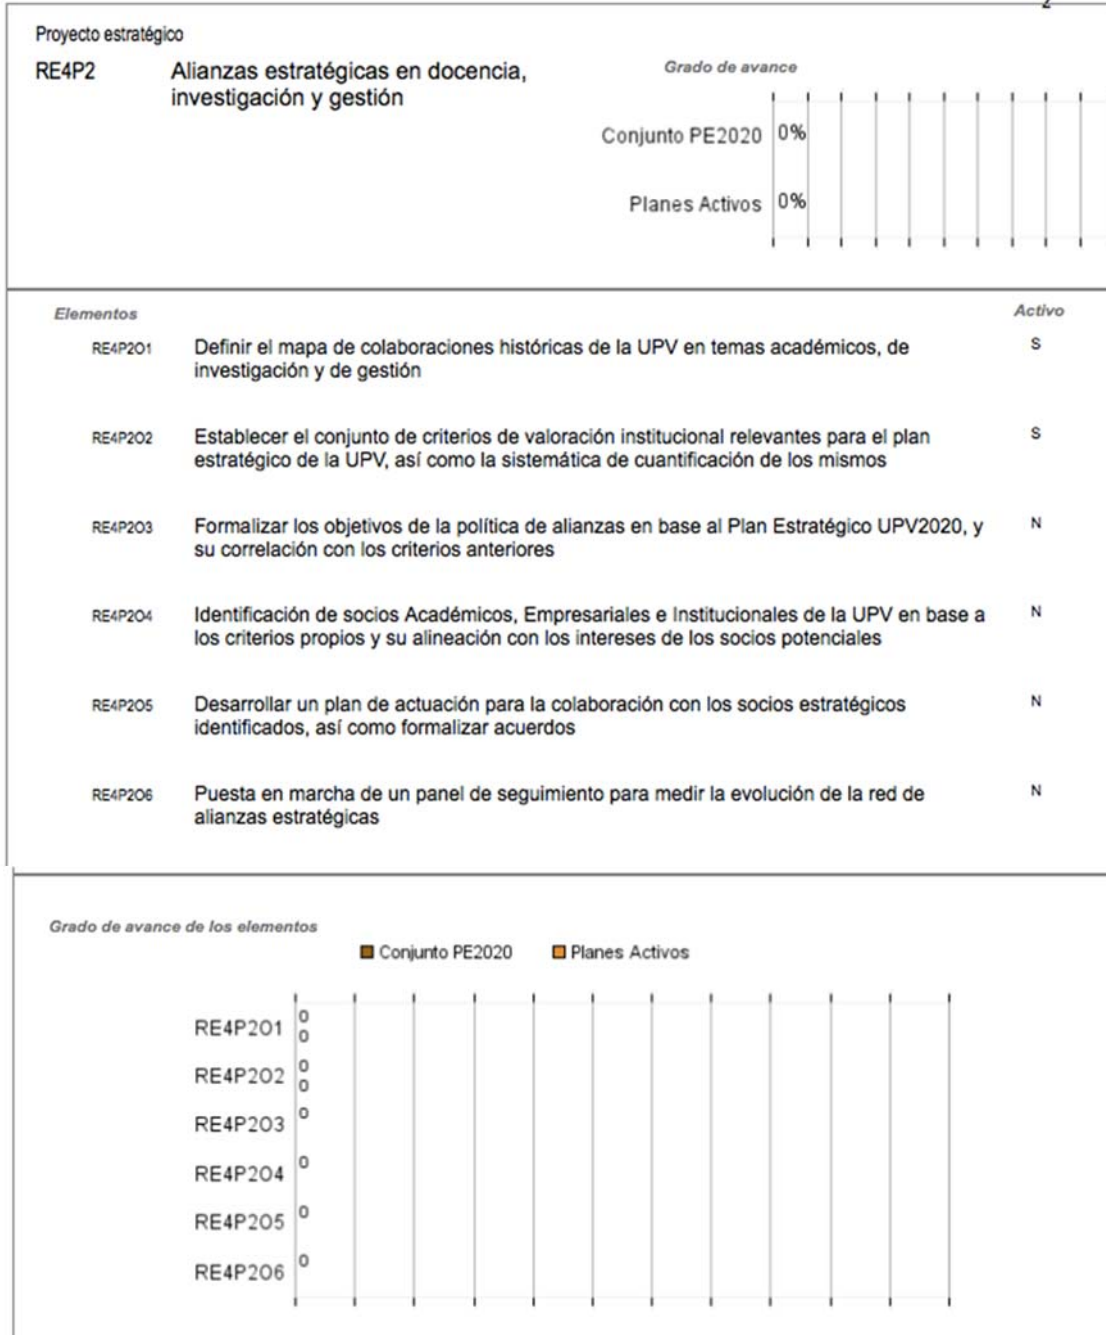 2
Proyecto estratégico
RE4P2 Alianzas estratégicas en docencia,
investigación y gestión
Grado de avance
Conjunto PE2020 0%
Planes Activos 0%
Elementos Activo
RE4P2O1 Definir el mapa de colaboraciones históricas de la UPV en temas académicos, de S
investigación y de gestión
RE4P2O2 Establecer el conjunto de criterios de valoración institucional relevantes para el plan S
estratégico de la UPV, así como la sistemática de cuantificación de los mismos
RE4P2O3 Formalizar los objetivos de la política de alianzas en base al Plan Estratégico UPV2020, y N
su correlación con los criterios anteriores
RE4P2O4 Identificación de socios Académicos, Empresariales e Institucionales de la UPV en base a N
los criterios propios y su alineación con los intereses de los socios potenciales
RE4P2O5 Desarrollar un plan de actuación para la colaboración con los socios estratégicos N
identificados, así como formalizar acuerdos
RE4P2O6 Puesta en marcha de un panel de seguimiento para medir la evolución de la red de N
alianzas estratégicas
Grado de avance de los elementos
Conjunto PE2020 Planes Activos
RE4P2O1 0
0
RE4P2O2 0
0
RE4P2O3 0
RE4P2O4 0
RE4P2O5 0
RE4P2O6 0